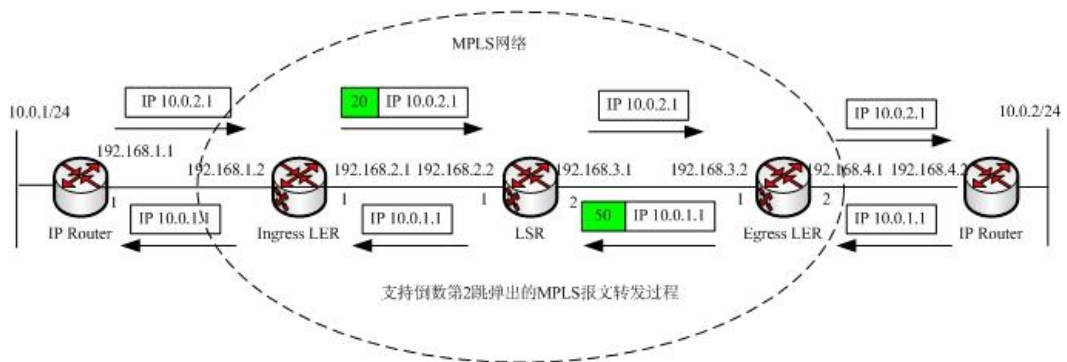 MPLS网络
IP 10.0.2.1
20 IP 10.0.2.1
IP 10.0.2.1
IP 10.0.2.1
10.0.1/24
10.0.2/24
192.168.1.1
192.168.1.2
192.168.2.1
192.168.2.2
192.168.3.1
192.168.3.2
192.168.4.1
192.168.4.2
1
1
1
2
1
2
IP 10.0.1.1
IP 10.0.1.1
50 IP 10.0.1.1
IP 10.0.1.1
IP Router
Ingress LER
LSR
Egress LER
IP Router
支持倒数第2跳弹出的MPLS报文转发过程